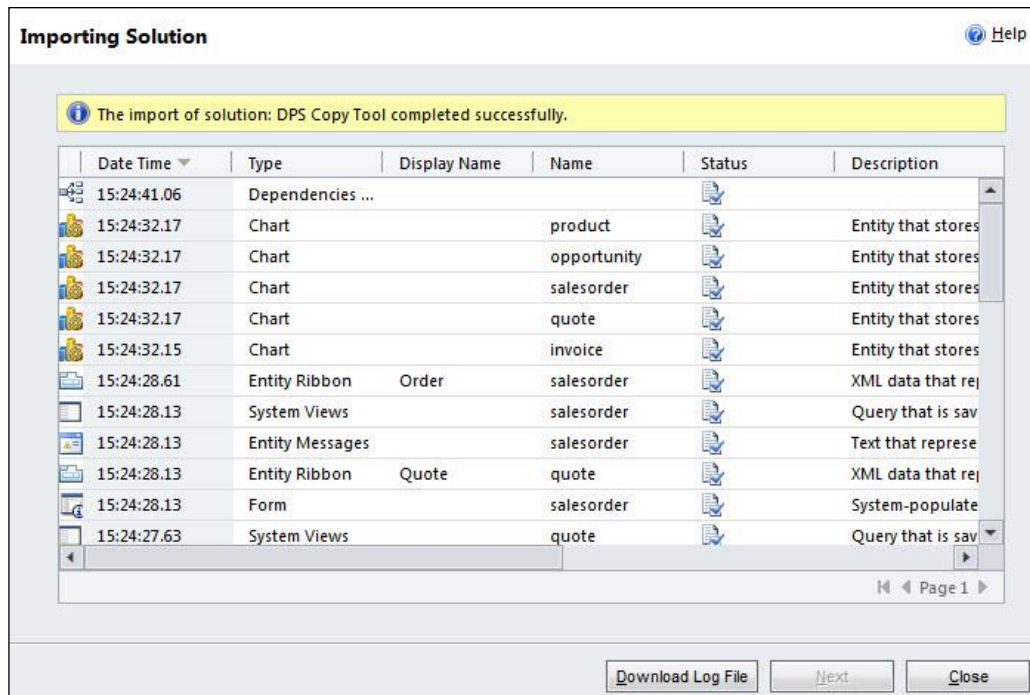 Importing Solution
Help
The import of solution: DPS Copy Tool completed successfully.
Date Time Type Display Name Name Status Description
15:24:41.06 Dependencies ...
15:24:32.17 Chart product Entity that stores
15:24:32.17 Chart opportunity Entity that stores
15:24:32.17 Chart salesorder Entity that stores
15:24:32.17 Chart quote Entity that stores
15:24:32.15 Chart invoice Entity that stores
15:24:28.61 Entity Ribbon Order salesorder XML data that rep
15:24:28.13 System Views salesorder Query that is sav
15:24:28.13 Entity Messages salesorder Text that represe
15:24:28.13 Entity Ribbon Quote quote XML data that rep
15:24:28.13 Form salesorder System-populate
15:24:27.63 System Views quote Query that is sav
Page 1
Download Log File Next Close